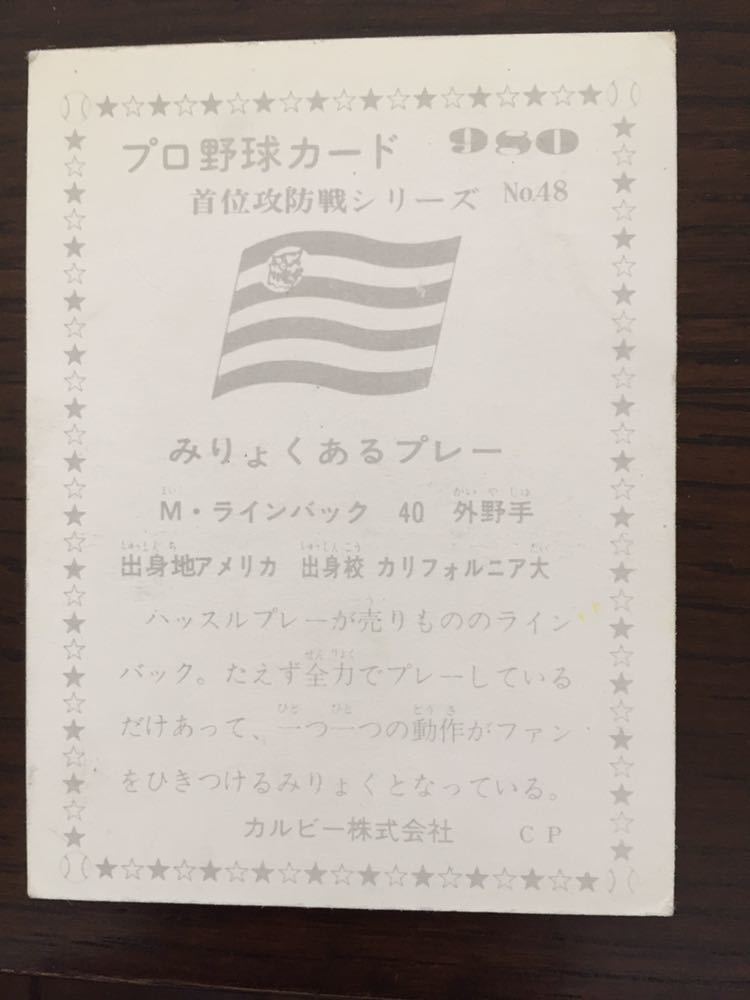 プロ野球カード 980
首位攻防戦シリーズ No.48
みりょくあるプレー
M・ラインバック 40 外野手
出身地アメリカ 出身校 カリフォルニア大
ハッスルプレーが売りもののライン
バック。たえず全力でプレーしている
だけあって、一つ一つの動作がファン
をひきつけるみりょくとなっている。
カルビー株式会社 C P